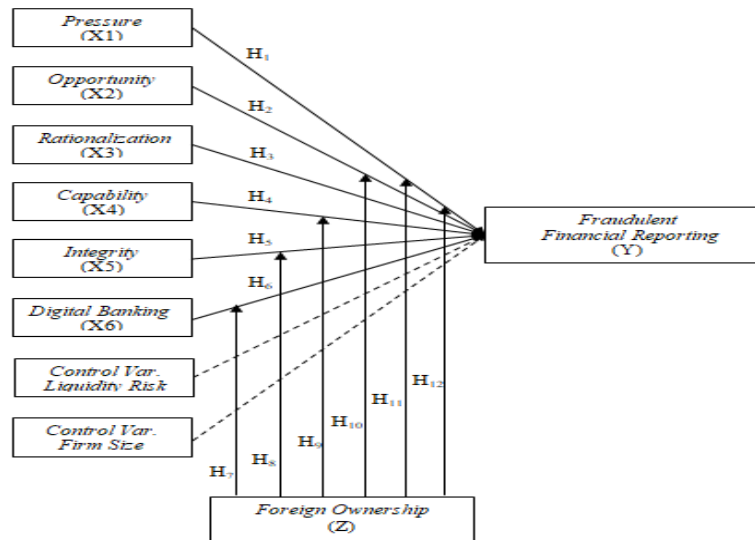 Pressure
(X1)
H₁
Opportunity
(X2)
H₂
Rationalization
(X3)
H₃
Capability
(X4)
H₄
Integrity
(X5)
H₅
Digital Banking
(X6)
H₆
Control Var.
Liquidity Risk
Control Var.
Firm Size
Fraudulent
Financial Reporting
(Y)
H₇
H₈
H₉
H₁₀
H₁₁
H₁₂
Foreign Ownership
(Z)